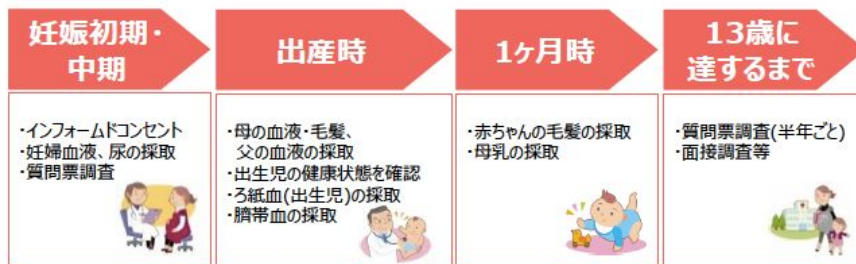 妊娠初期・
中期
・インフォームドコンセント
・妊婦血液、尿の採取
・質問票調査
出産時
・母の血液・毛髪、
父の血液の採取
・出生児の健康状態を確認
・ろ紙血(出生児)の採取
・臍帯血の採取
1ヶ月時
・赤ちゃんの毛髪の採取
・母乳の採取
13歳に
達するまで
・質問票調査(半年ごと)
・面接調査等